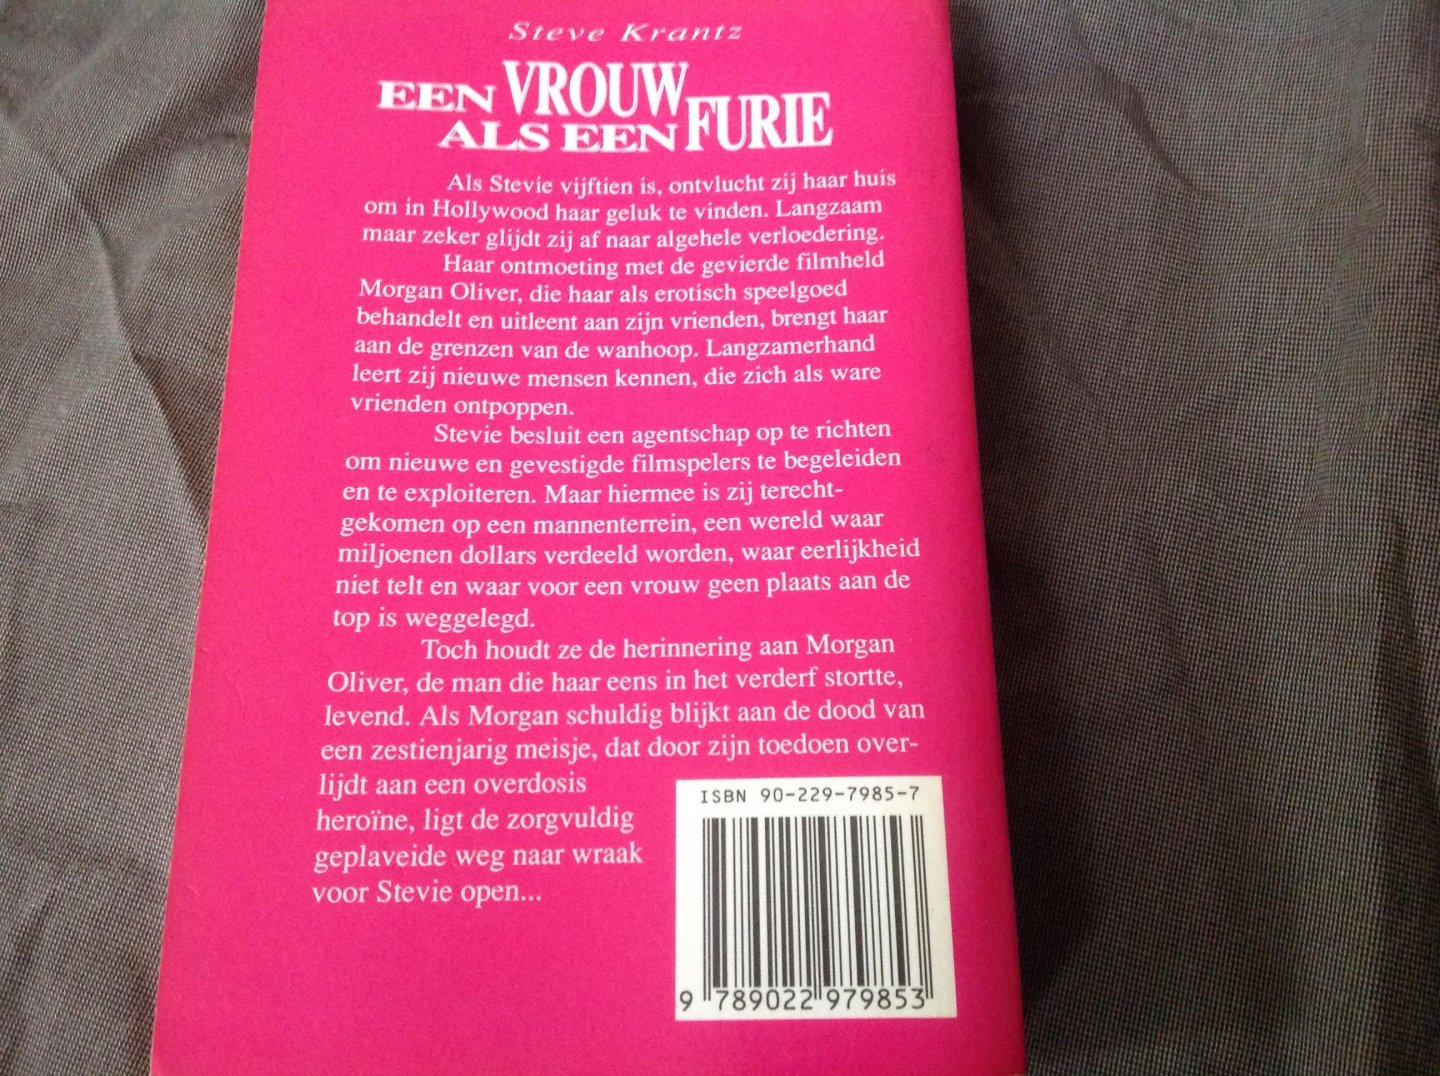 Steve Krantz
EEN VROUW
ALS EEN FURIE
Als Stevie vijftien is, ontvlucht zij haar huis
om in Hollywood haar geluk te vinden. Langzaam
maar zeker glijdt zij af naar algehele verloedering.
Haar ontmoeting met de gevierde filmheld
Morgan Oliver, die haar als erotisch speelgoed
behandelt en uitleent aan zijn vrienden, brengt haar
aan de grenzen van de wanhoop. Langzamerhand
leert zij nieuwe mensen kennen, die zich als ware
vrienden ontpoppen.
Stevie besluit een agentschap op te richten
om nieuwe en gevestigde filmspelers te begeleiden
en te exploiteren. Maar hiermee is zij terecht-
gekomen op een mannenterrein, een wereld waar
miljoenen dollars verdeeld worden, waar eerlijkheid
niet telt en waar voor een vrouw geen plaats aan de
top is weggelegd.
Toch houdt ze de herinnering aan Morgan
Oliver, de man die haar eens in het verderf stortte,
levend. Als Morgan schuldig blijkt aan de dood van
een zestienjarig meisje, dat door zijn toedoen over-
lijdt aan een overdosis
heroïne, ligt de zorgvuldig
geplaveide weg naar wraak
voor Stevie open...
ISBN 90-229-7985-7
9 789022 979853